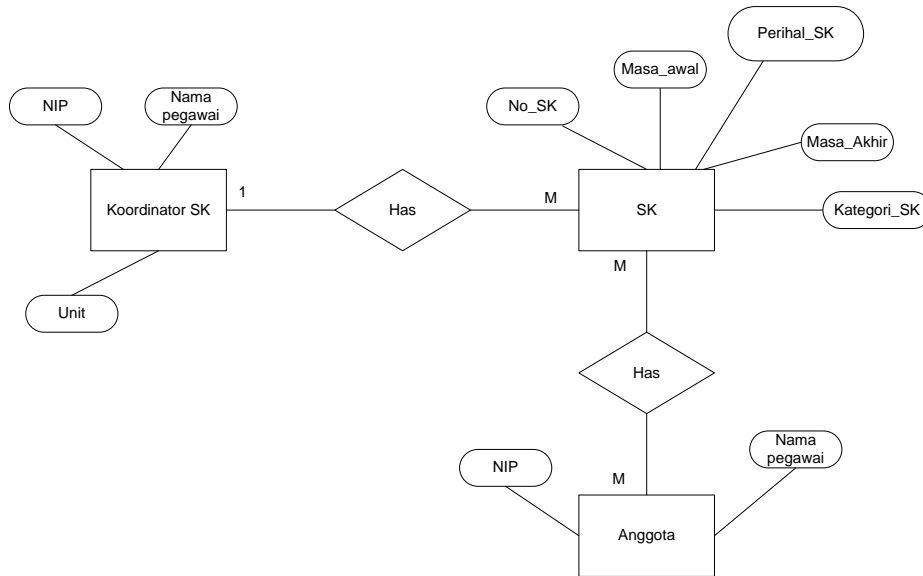 Perihal_SK
Masa_awal
No_SK
NIP
Nama
pegawai
Masa_Akhir
Koordinator SK
1
Has
M
SK
Kategori_SK
M
Unit
Has
Nama
pegawai
NIP
M
Anggota